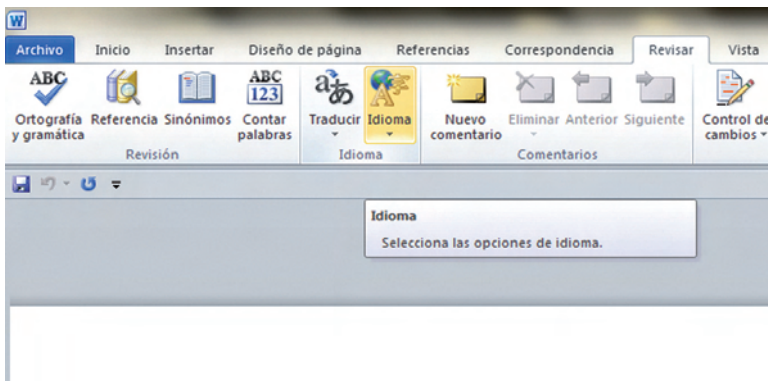 W
Archivo Inicio Insertar Diseño de página Referencias Correspondencia Revisar Vista
ABC ABC 123 aあ A
Ortografía y gramática Referencia Sinónimos Contar palabras Traducir Idioma Nuevo comentario Eliminar Anterior Siguiente Control de cambios
Revisión Idioma Comentarios
Idioma
Selecciona las opciones de idioma.